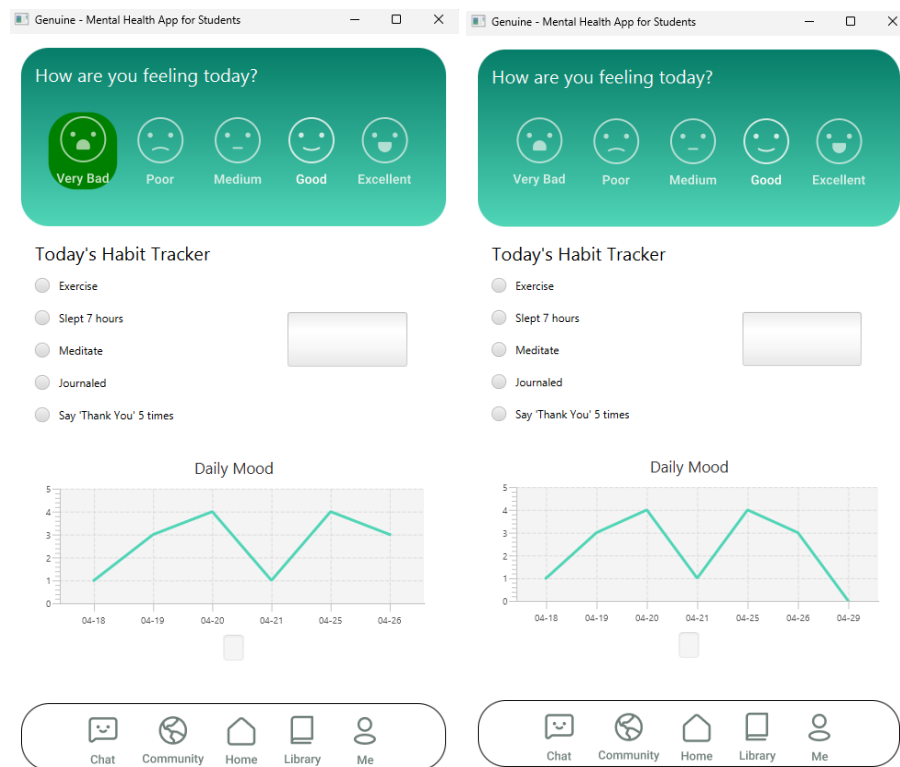 Genuine - Mental Health App for Students
How are you feeling today?
Very Bad Poor Medium Good Excellent
Today's Habit Tracker
Exercise
Slept 7 hours
Meditate
Journaled
Say 'Thank You' 5 times
Daily Mood
5
4
3
2
1
0
04-18 04-19 04-20 04-21 04-25 04-26
Chat Community Home Library Me
Genuine - Mental Health App for Students
How are you feeling today?
Very Bad Poor Medium Good Excellent
Today's Habit Tracker
Exercise
Slept 7 hours
Meditate
Journaled
Say 'Thank You' 5 times
Daily Mood
5
4
3
2
1
0
04-18 04-19 04-20 04-21 04-25 04-26 04-29
Chat Community Home Library Me